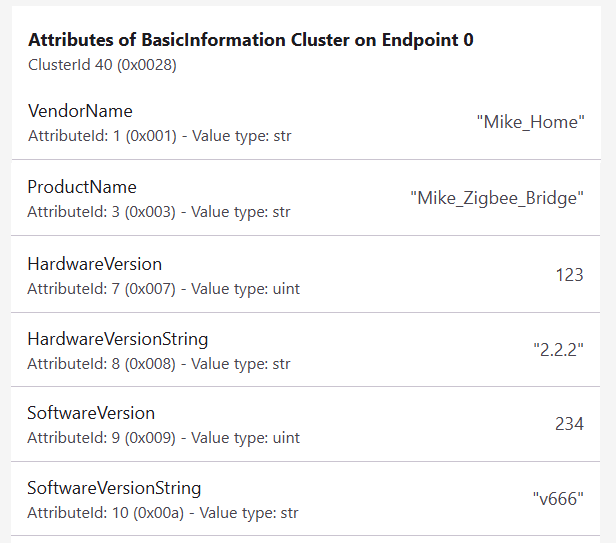 Attributes of BasicInformation Cluster on Endpoint 0
ClusterId 40 (0x0028)
VendorName
AttributeId: 1 (0x001) - Value type: str
"Mike_Home"
ProductName
AttributeId: 3 (0x003) - Value type: str
"Mike_Zigbee_Bridge"
HardwareVersion
AttributeId: 7 (0x007) - Value type: uint
123
HardwareVersionString
AttributeId: 8 (0x008) - Value type: str
"2.2.2"
SoftwareVersion
AttributeId: 9 (0x009) - Value type: uint
234
SoftwareVersionString
AttributeId: 10 (0x00a) - Value type: str
"v666"